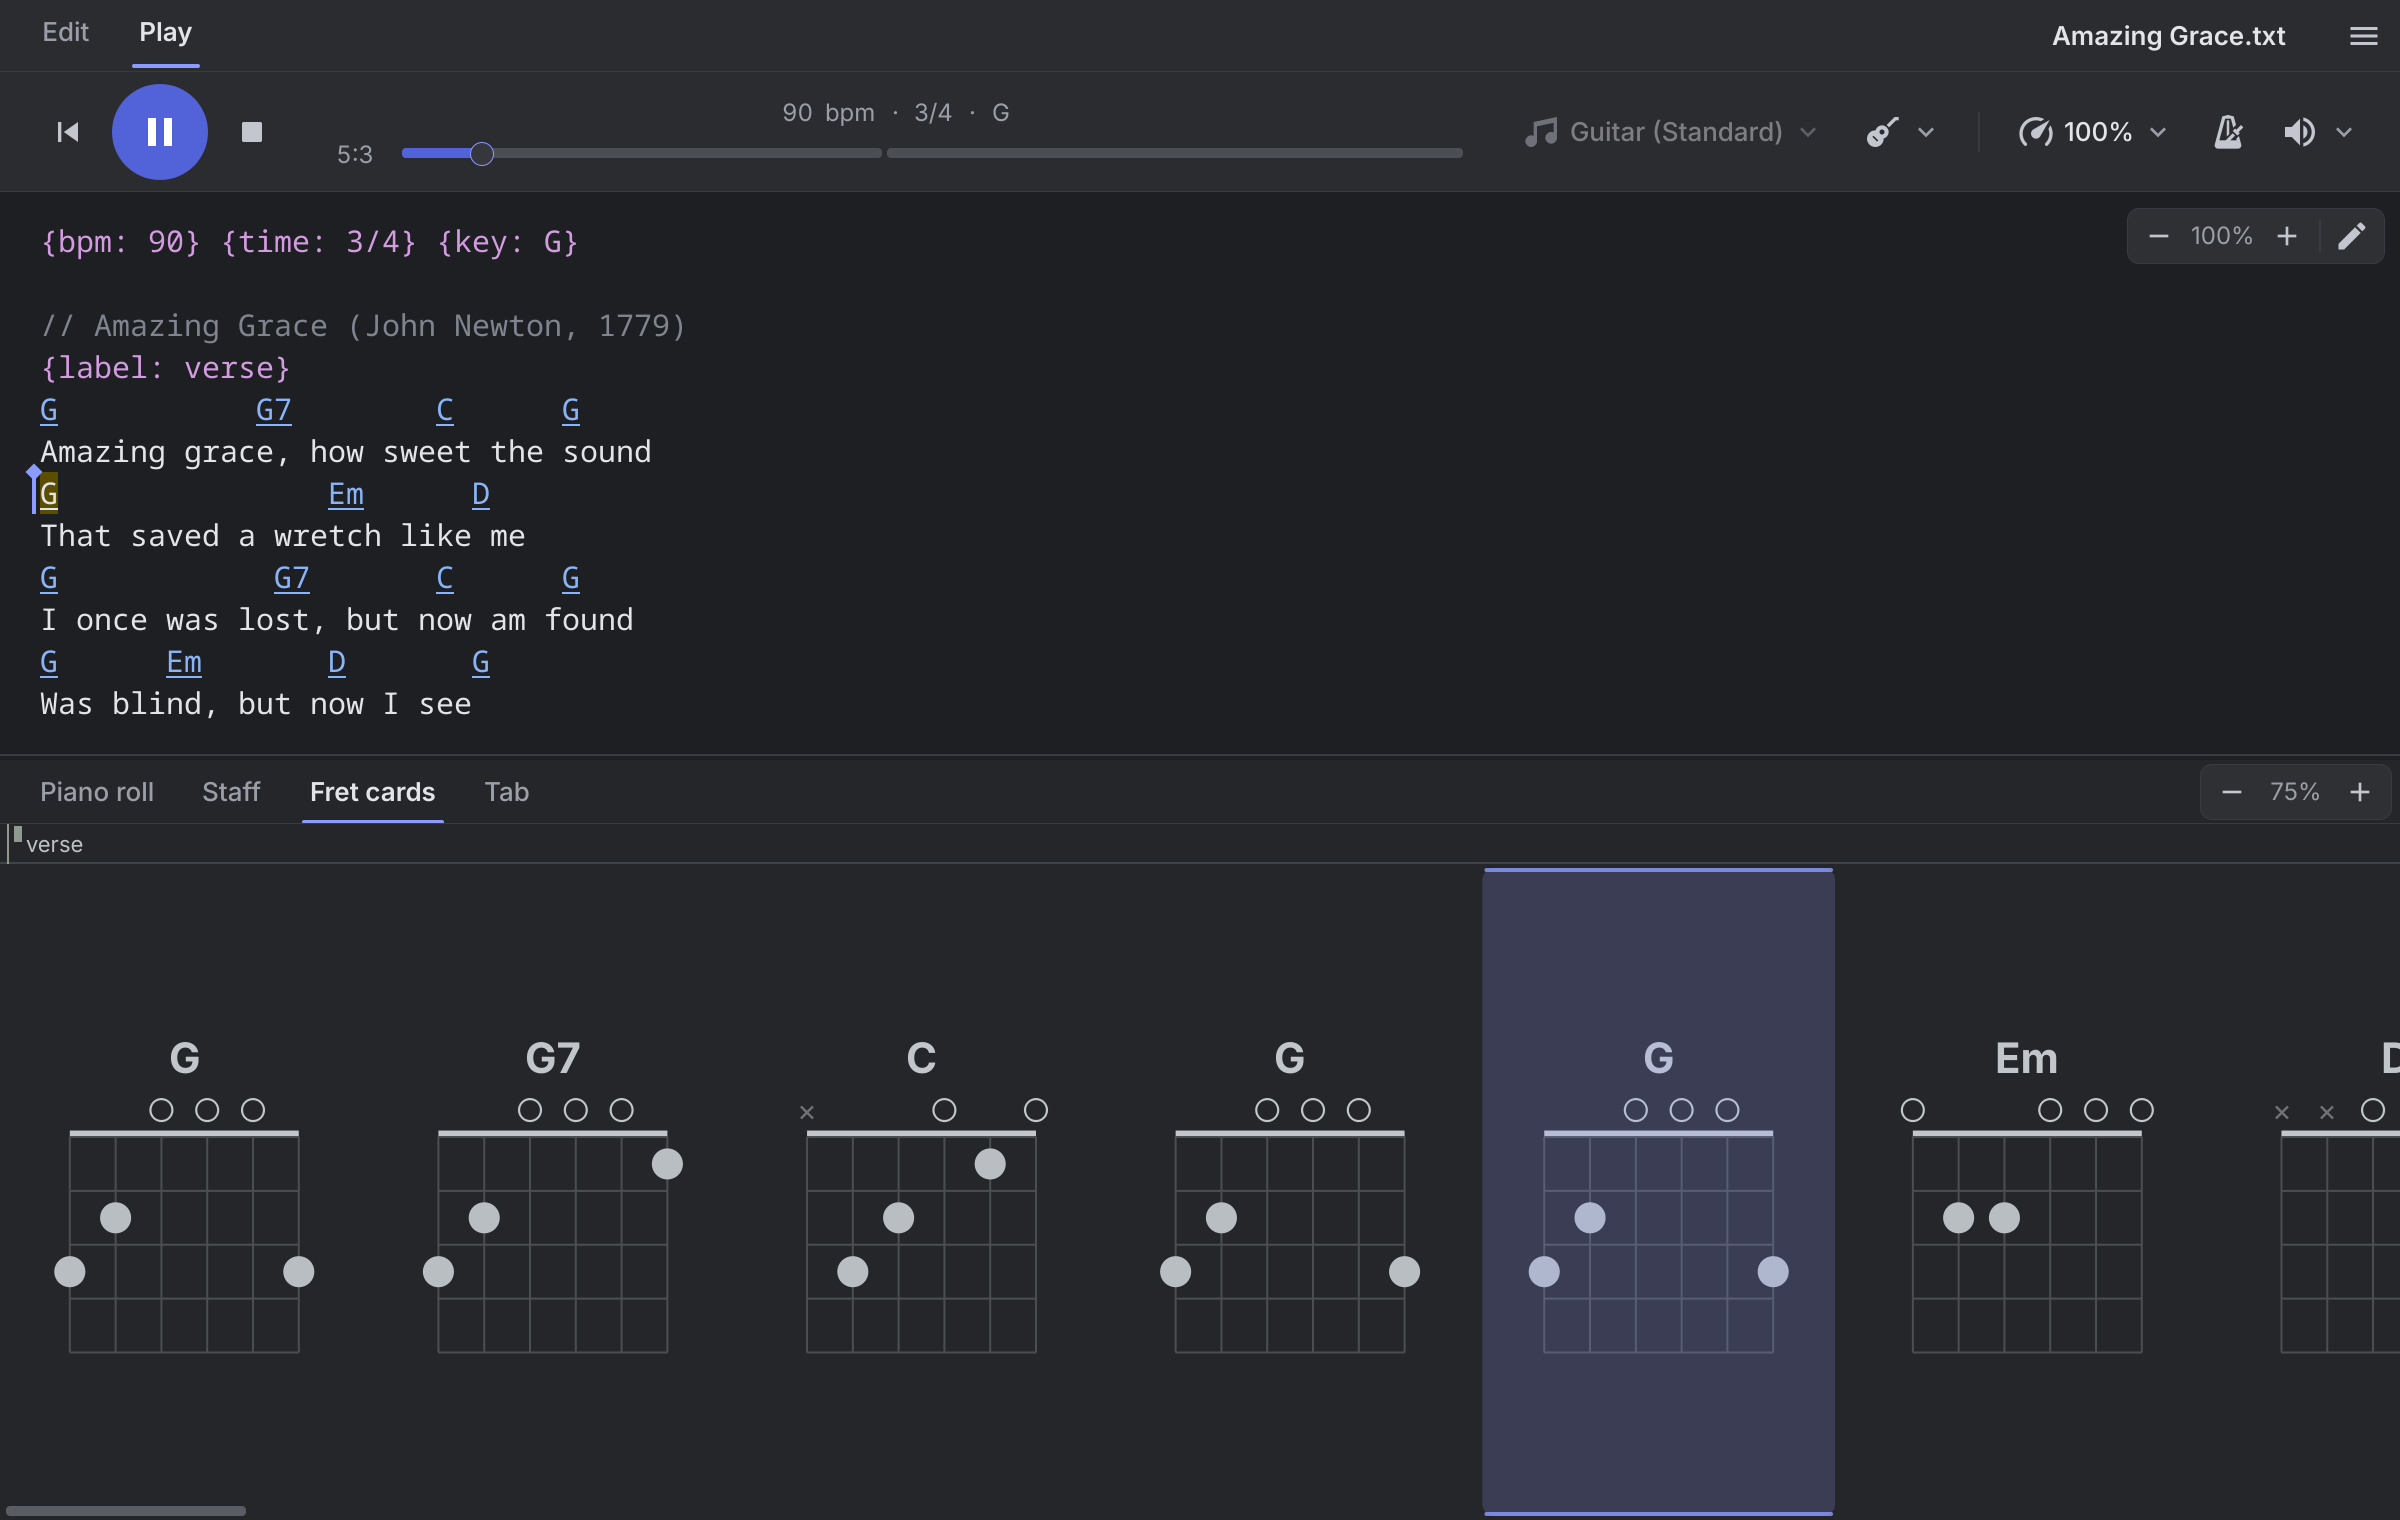 Edit Play Amazing Grace.txt
90 bpm · 3/4 · G
5:3 Guitar (Standard) 100%
{bpm: 90} {time: 3/4} {key: G}
100%
// Amazing Grace (John Newton, 1779)
{label: verse}
G G7 C G
Amazing grace, how sweet the sound
G Em D
That saved a wretch like me
G G7 C G
I once was lost, but now am found
G Em D G
Was blind, but now I see
Piano roll Staff Fret cards Tab 75%
verse
G G7 C G G Em D